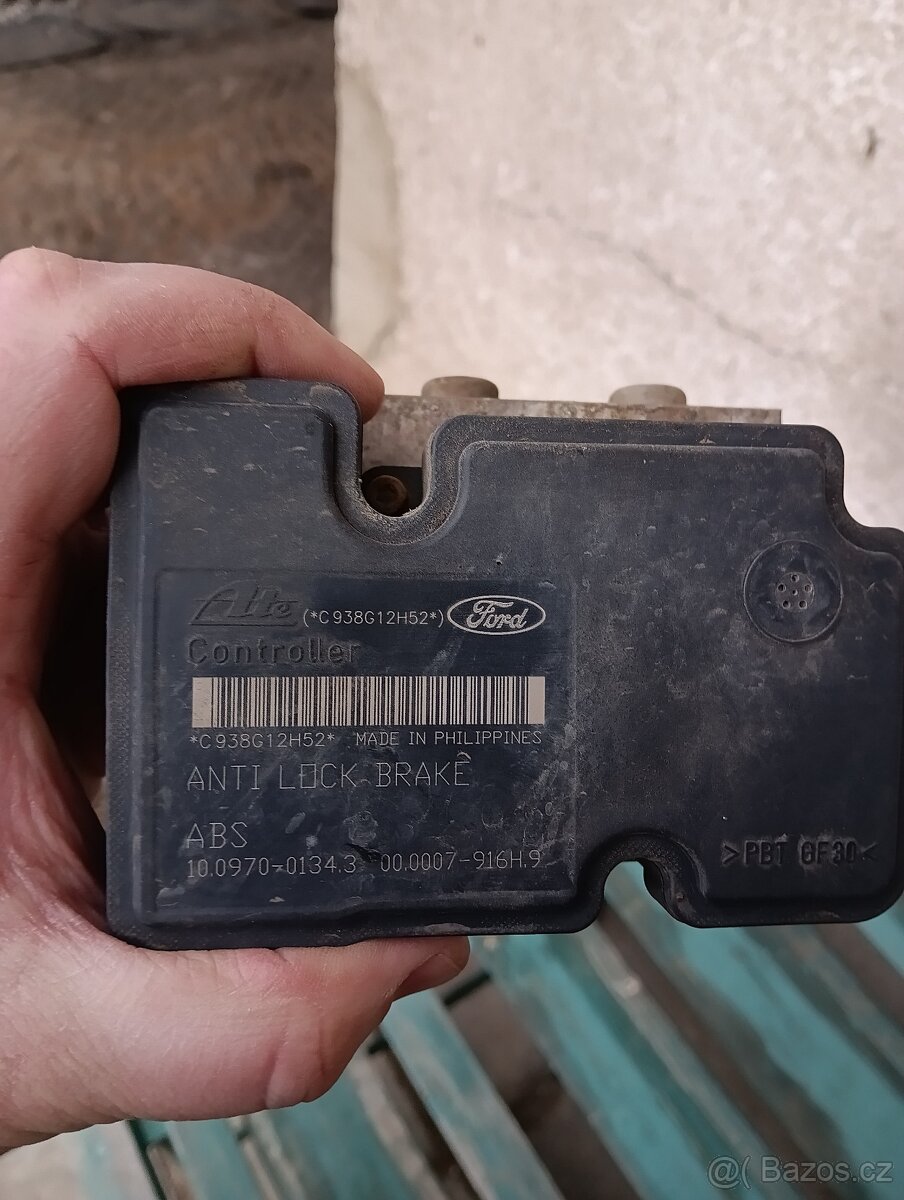 Ate (*C938G12H52*) Ford
Controller
*C938G12H52* MADE IN PHILIPPINES
ANTI LOCK BRAKE
ABS
10.0970-0134.3 00.0007-916H.9
>PBT GF30<
@( Bazos.cz